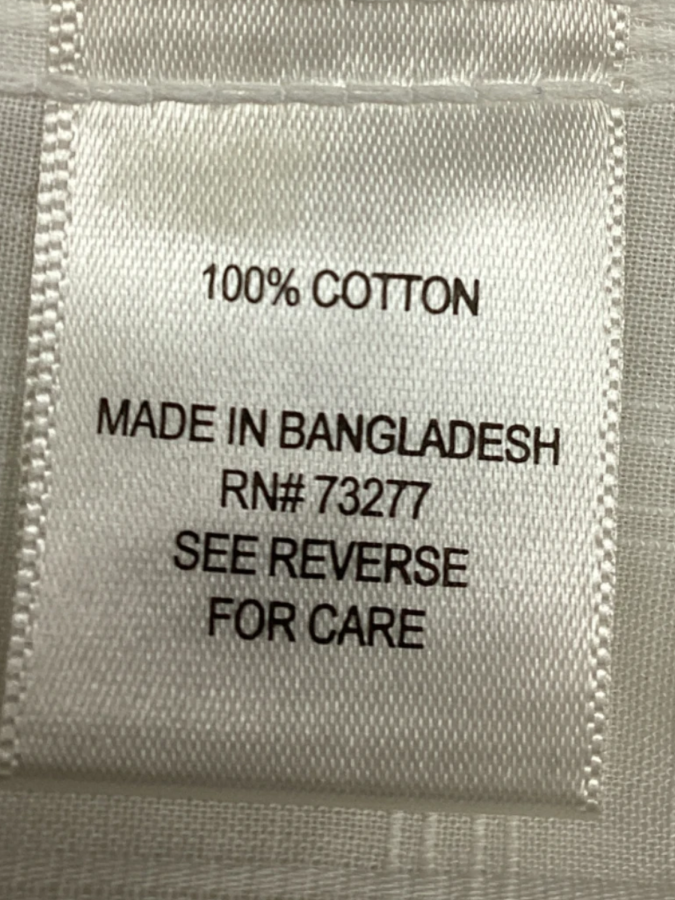 100% COTTON
MADE IN BANGLADESH
RN# 73277
SEE REVERSE
FOR CARE